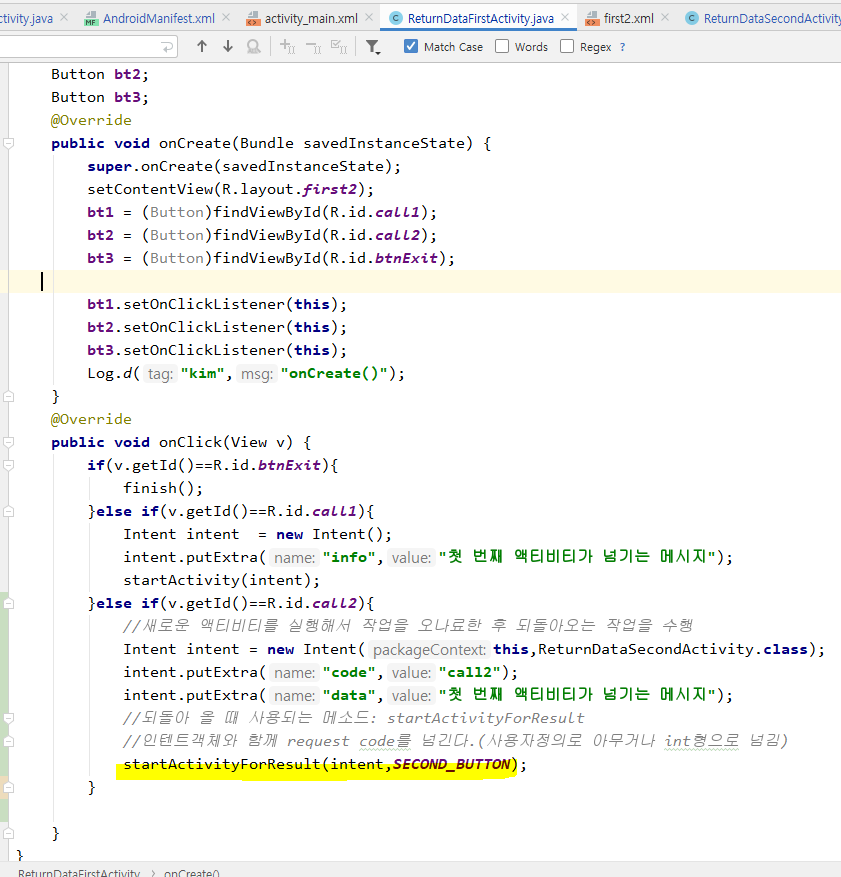 ctivity.java
AndroidManifest.xml
activity_main.xml
ReturnDataFirstActivity.java
first2.xml
ReturnDataSecondActivity
Match Case
Words
Regex
?
Button bt2;
Button bt3;
@Override
public void onCreate(Bundle savedInstanceState) {
super.onCreate(savedInstanceState);
setContentView(R.layout.first2);
bt1 = (Button)findViewById(R.id.call1);
bt2 = (Button)findViewById(R.id.call2);
bt3 = (Button)findViewById(R.id.btnExit);
bt1.setOnClickListener(this);
bt2.setOnClickListener(this);
bt3.setOnClickListener(this);
Log.d( tag: "kim", msg: "onCreate()");
}
@Override
public void onClick(View v) {
if(v.getId()==R.id.btnExit){
finish();
}else if(v.getId()==R.id.call1){
Intent intent  = new Intent();
intent.putExtra( name: "info", value: "첫 번째 액티비티가 넘기는 메시지");
startActivity(intent);
}else if(v.getId()==R.id.call2){
//새로운 액티비티를 실행해서 작업을 오나료한 후 되돌아오는 작업을 수행
Intent intent = new Intent( packageContext: this,ReturnDataSecondActivity.class);
intent.putExtra( name: "code", value: "call2");
intent.putExtra( name: "data", value: "첫 번째 액티비티가 넘기는 메시지");
//되돌아 올 때 사용되는 메소드: startActivityForResult
//인텐트객체와 함께 request code를 넘긴다.(사용자정의로 아무거나 int형으로 넘김)
startActivityForResult(intent,SECOND_BUTTON);
}
}
}
ReturnDataFirstActivity > onCreate()